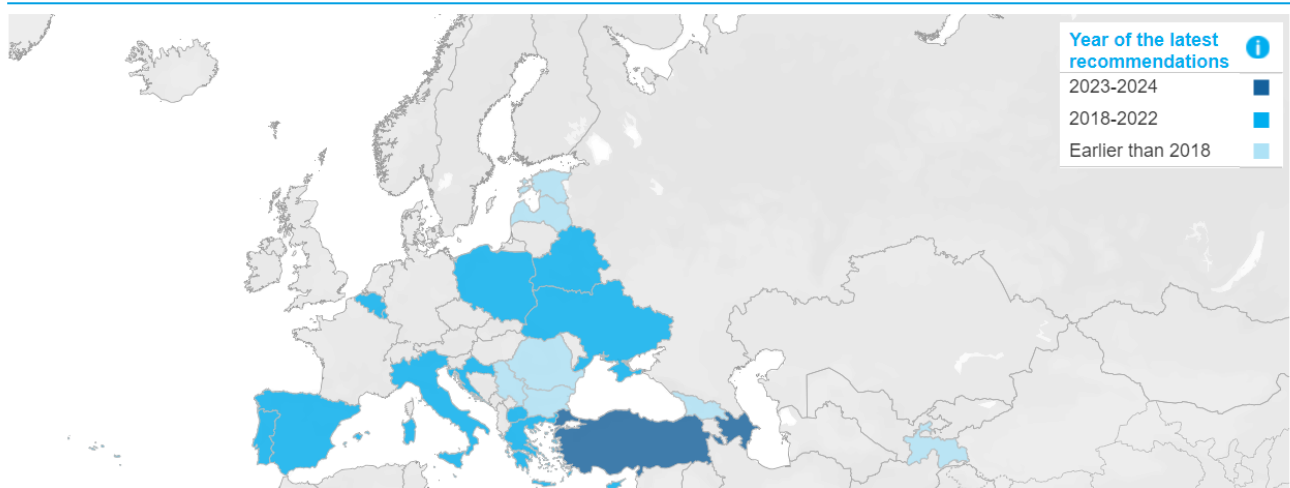 Year of the latest
recommendations i
2023-2024
2018-2022
Earlier than 2018